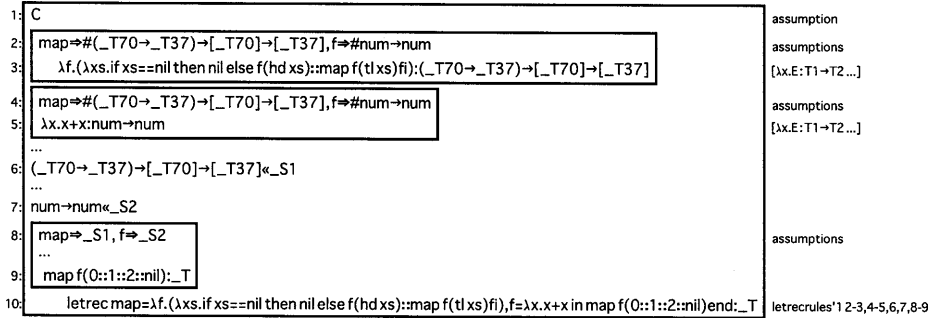 1: C assumption
2: map⇒#(_T70→_T37)→[_T70]→[_T37],f⇒#num→num assumptions
3: λf.(λxs.if xs==nil then nil else f(hd xs)::map f(tl xs)fi):(_T70→_T37)→[_T70]→[_T37] [λx.E:T1→T2...]
4: map⇒#(_T70→_T37)→[_T70]→[_T37],f⇒#num→num assumptions
5: λx.x+x:num→num [λx.E:T1→T2...]
...
6: (_T70→_T37)→[_T70]→[_T37]«_S1
...
7: num→num«_S2
8: map⇒_S1, f⇒_S2 assumptions
...
9: map f(0::1::2::nil):_T
10: letrec map=λf.(λxs.if xs==nil then nil else f(hd xs)::map f(tl xs)fi),f=λx.x+x in map f(0::1::2::nil)end:_T letrecrules'1 2-3,4-5,6,7,8-9